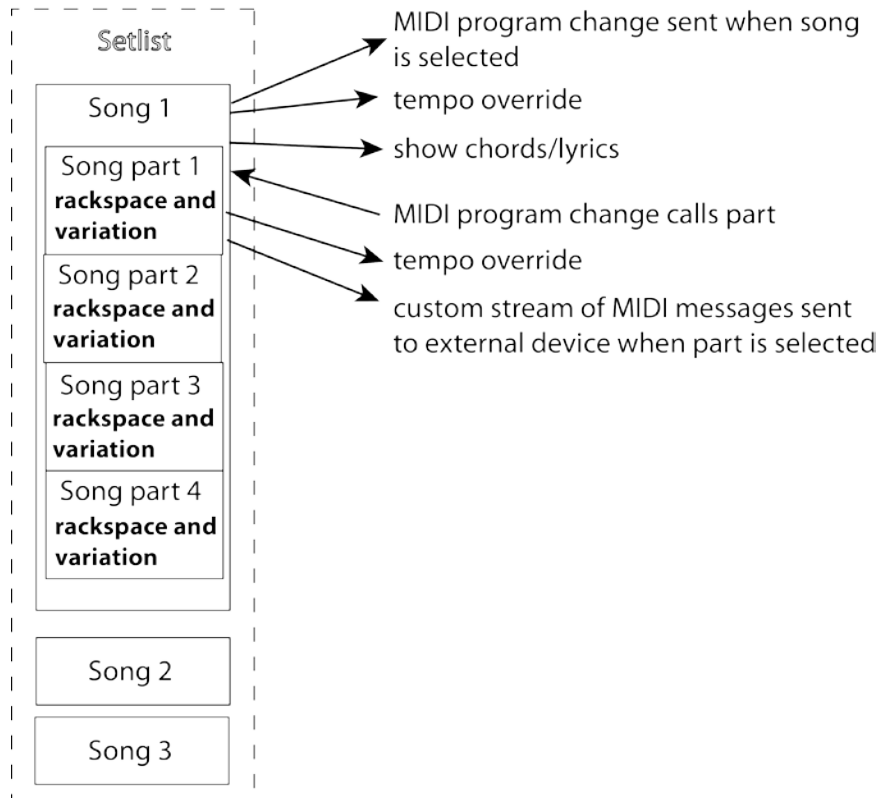 Setlist
Song 1
Song part 1
rackspace and
variation
Song part 2
rackspace and
variation
Song part 3
rackspace and
variation
Song part 4
rackspace and
variation
Song 2
Song 3
MIDI program change sent when song
is selected
tempo override
show chords/lyrics
MIDI program change calls part
tempo override
custom stream of MIDI messages sent
to external device when part is selected